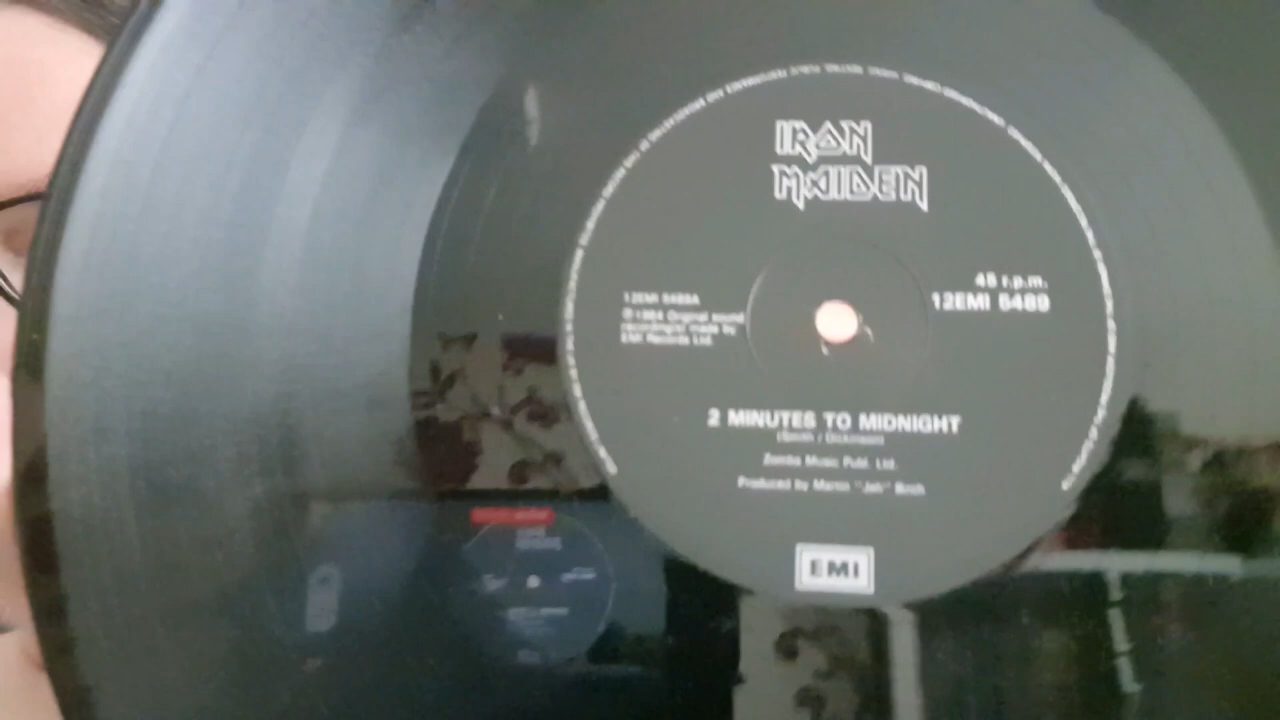 IRON
MAIDEN
45 r.p.m.
12EMI 5489
12EMI 5489A
℗ 1984 Original sound
recording(s) made by
EMI Records Ltd.
2 MINUTES TO MIDNIGHT
(Smith / Dickinson)
Zomba Music Publ. Ltd.
Produced by Martin "Jah" Birch
EMI